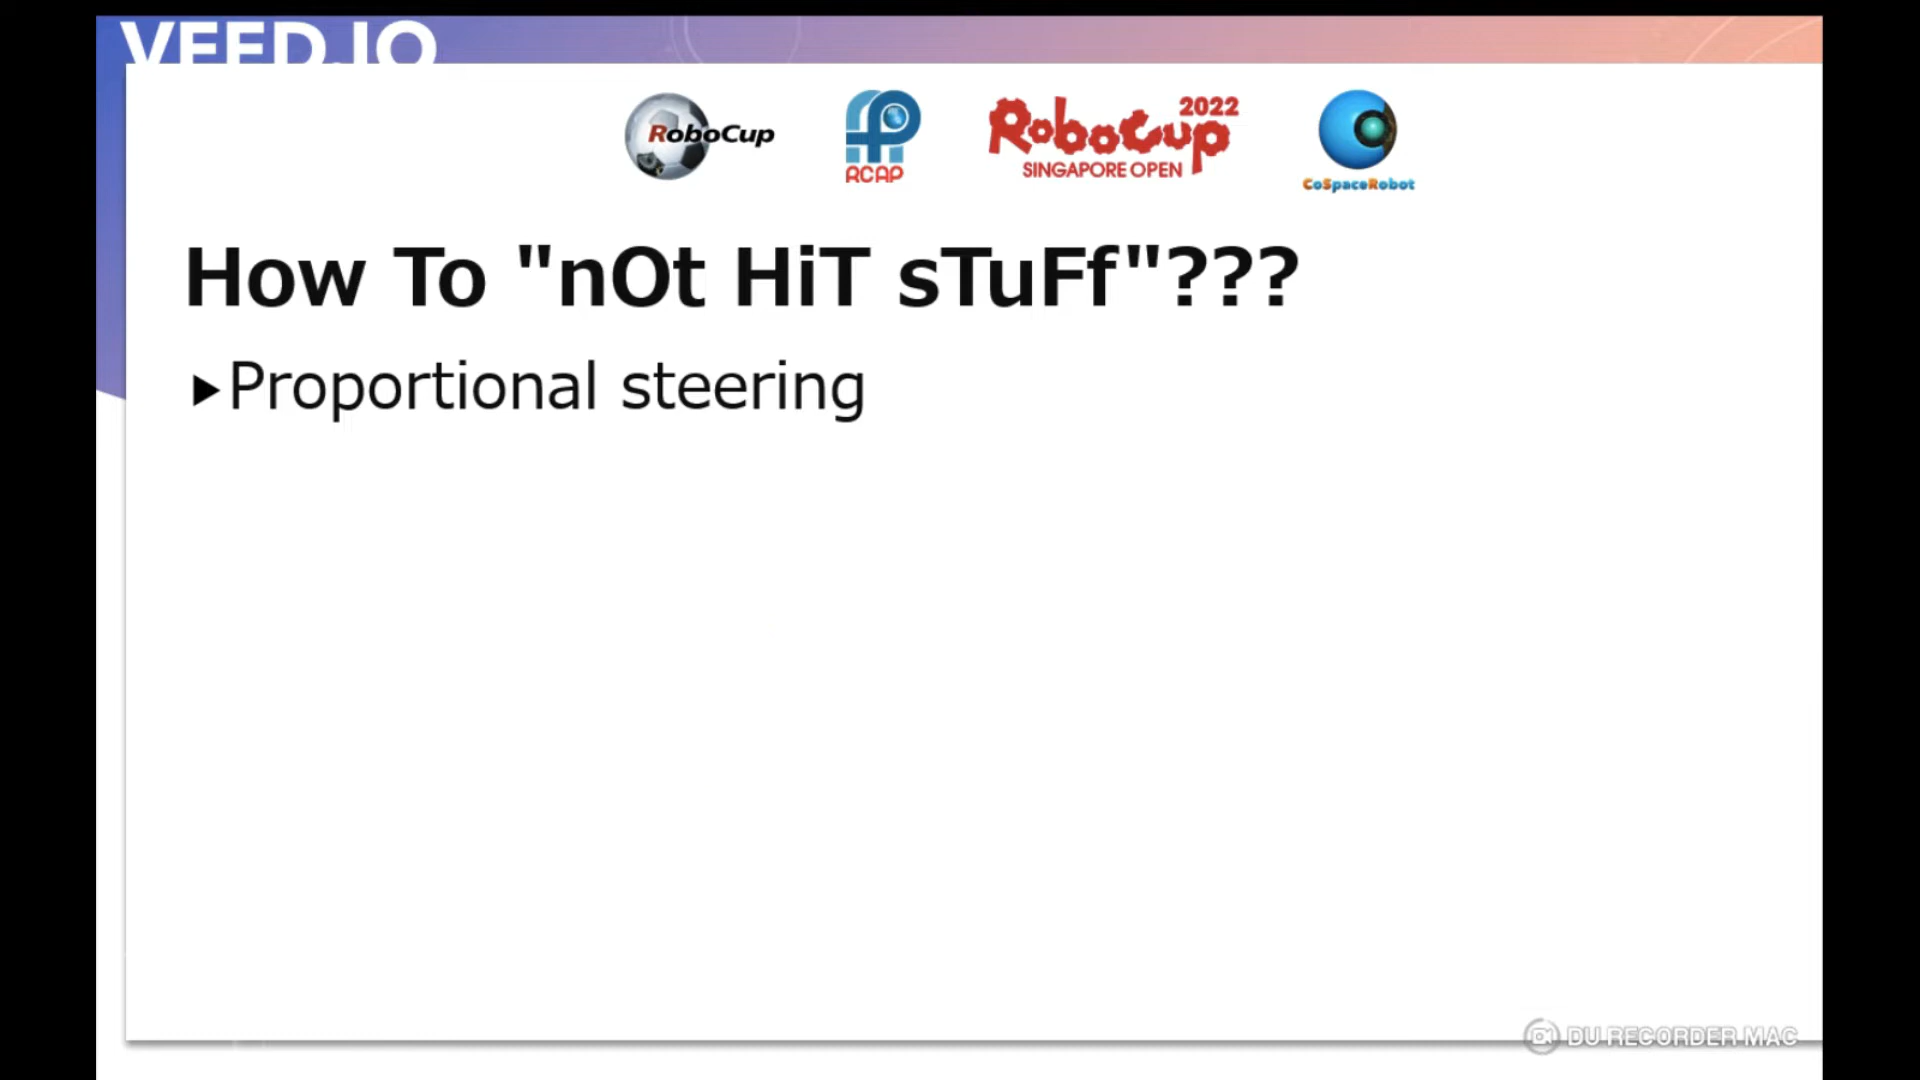 VEED.IO
RoboCup
RCAP
RoboCup 2022
SINGAPORE OPEN
CoSpaceRobot
How To "nOt HiT sTuFf"???
Proportional steering
DU RECORDER MAC